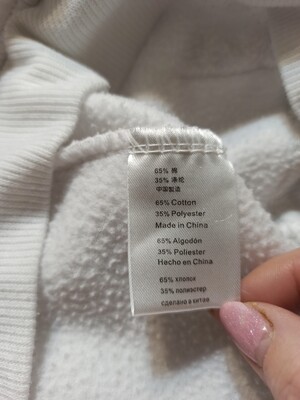 65% 棉
35% 涤纶
中国製造
65% Cotton
35% Polyester
Made in China
65% Algodón
35% Poliester
Hecho en China
65% хлопок
35% полиэстер
сделано в китае